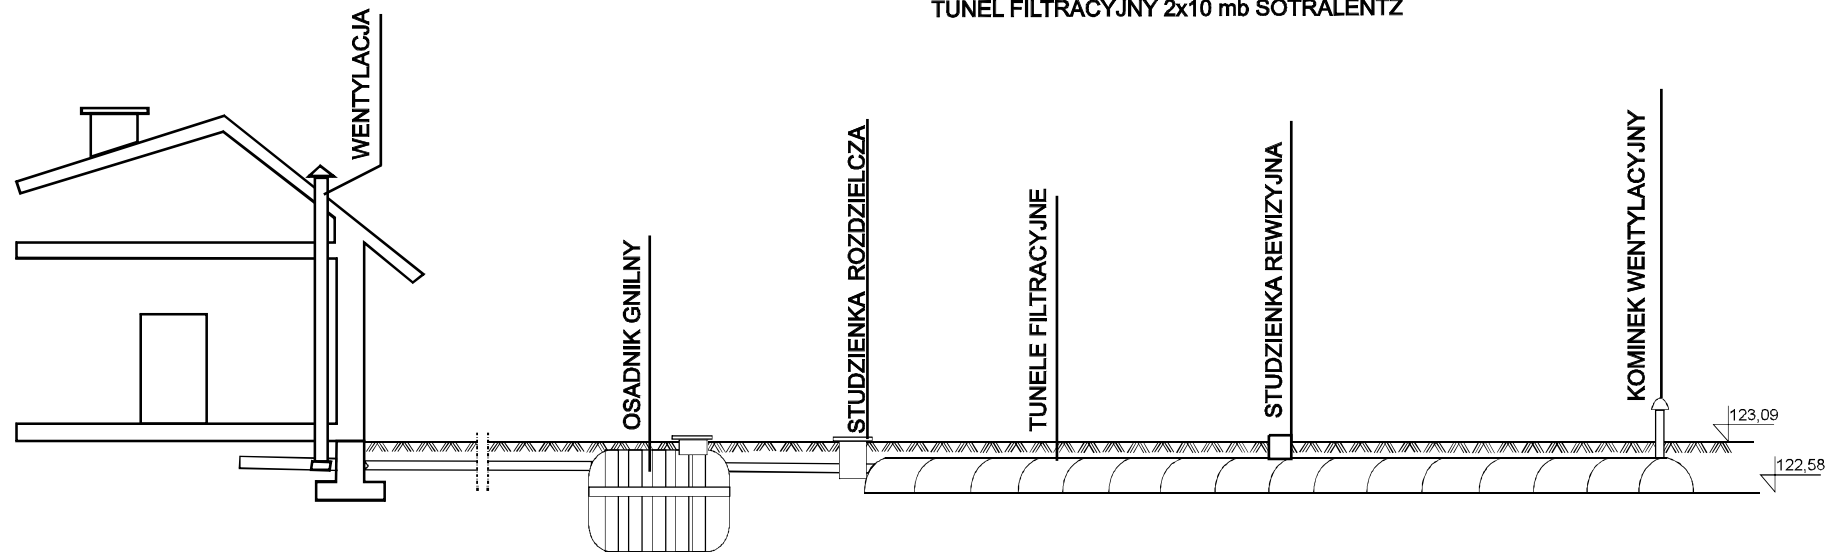 TUNEL FILTRACYJNY 2x10 mb SOTRALENTZ
WENTYLACJA
OSADNIK GNILNY
STUDZIENKA ROZDZIELCZA
TUNELE FILTRACYJNE
STUDZIENKA REWIZYJNA
KOMINEK WENTYLACYJNY
123,09
122,58